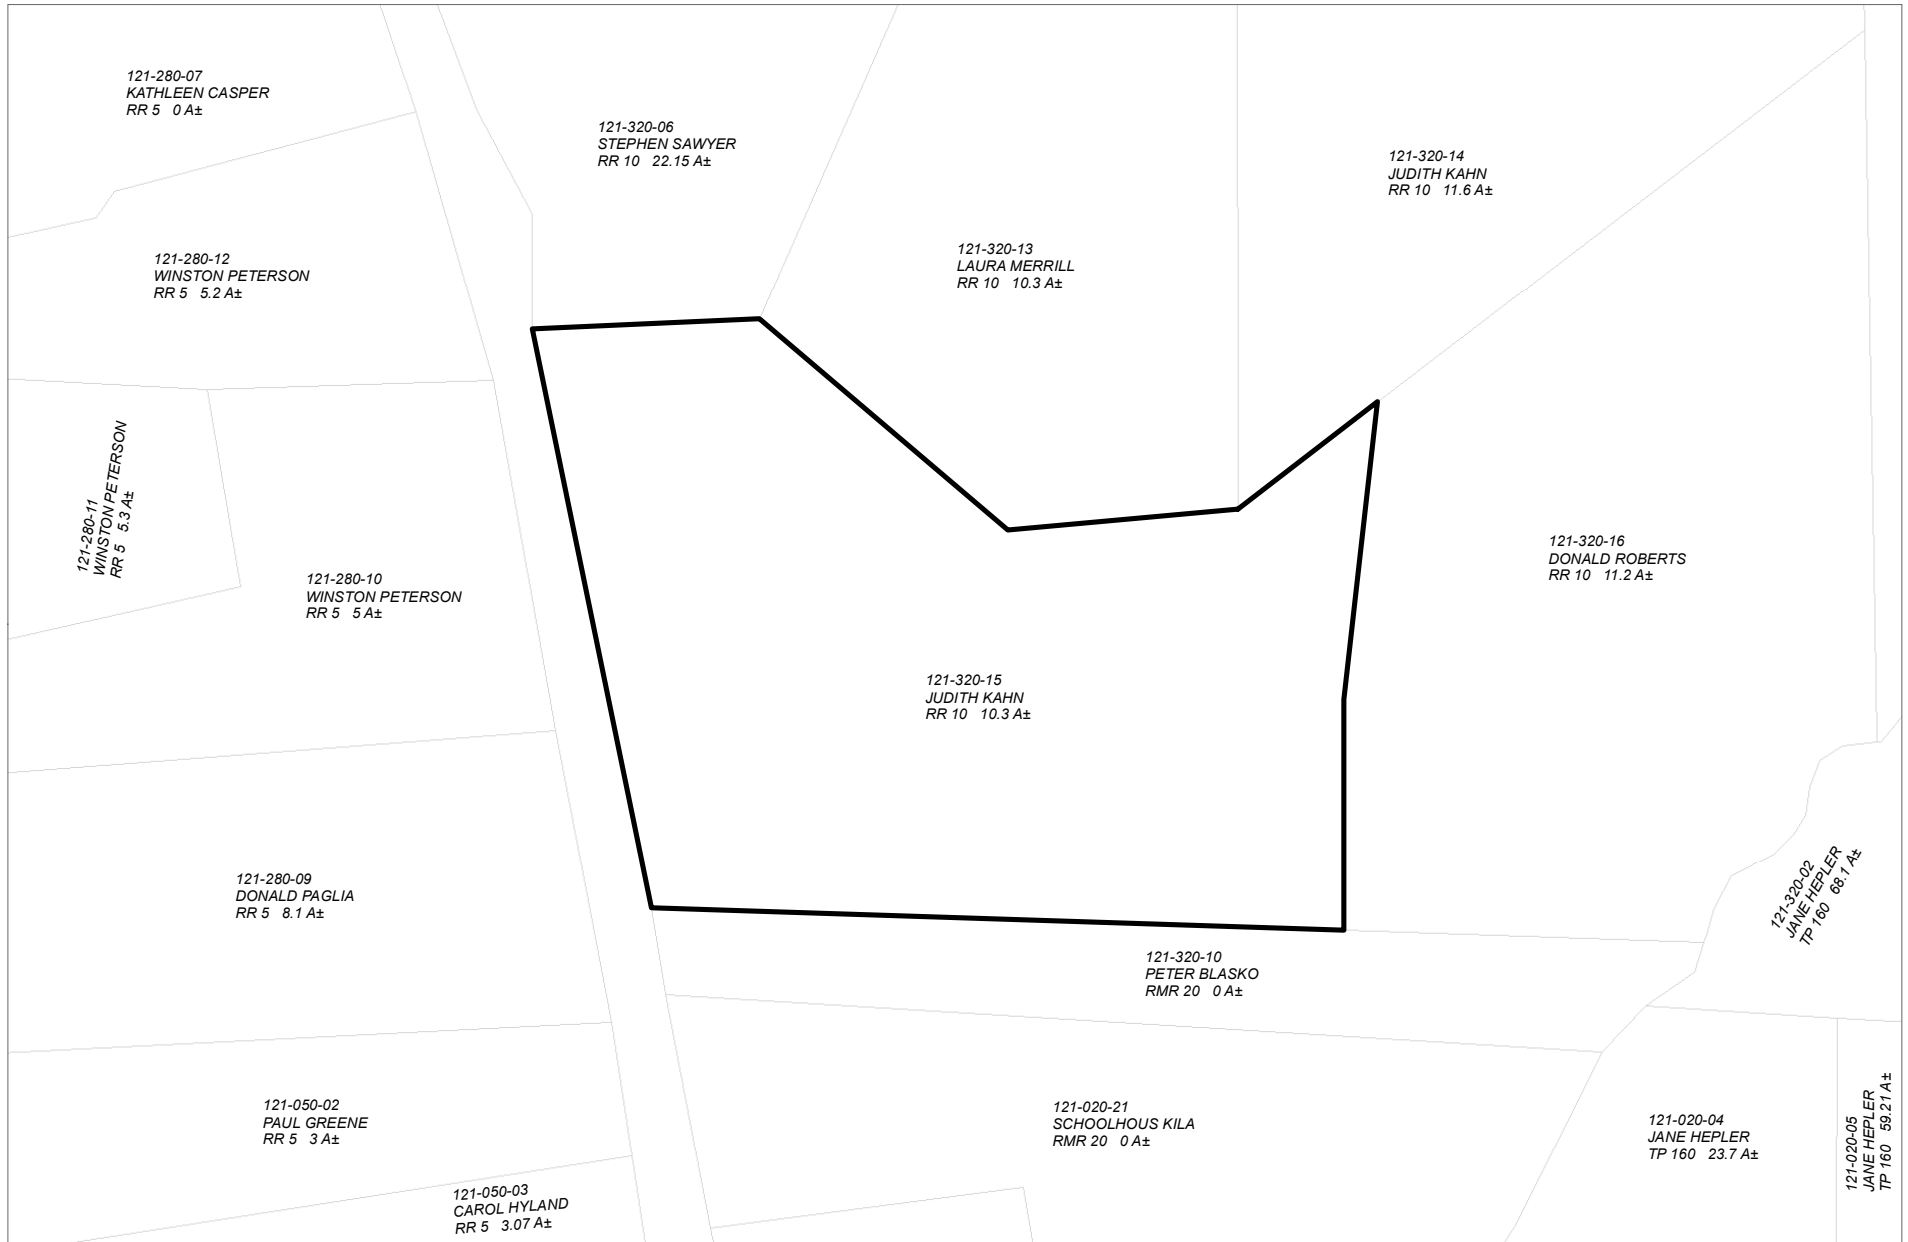 121-280-07
KATHLEEN CASPER
RR 5 0 A±
121-320-06
STEPHEN SAWYER
RR 10 22.15 A±
121-320-14
JUDITH KAHN
RR 10 11.6 A±
121-280-12
WINSTON PETERSON
RR 5 5.2 A±
121-320-13
LAURA MERRILL
RR 10 10.3 A±
121-280-11
WINSTON PETERSON
RR 5 5.3 A±
121-280-10
WINSTON PETERSON
RR 5 5 A±
121-320-16
DONALD ROBERTS
RR 10 11.2 A±
121-320-15
JUDITH KAHN
RR 10 10.3 A±
121-280-09
DONALD PAGLIA
RR 5 8.1 A±
121-320-02
JANE HEPLER
TP 160 68.1 A±
121-320-10
PETER BLASKO
RMR 20 0 A±
121-050-02
PAUL GREENE
RR 5 3 A±
121-020-21
SCHOOLHOUS KILA
RMR 20 0 A±
121-020-04
JANE HEPLER
TP 160 23.7 A±
121-020-05
JANE HEPLER
TP 160 59.21 A±
121-050-03
CAROL HYLAND
RR 5 3.07 A±